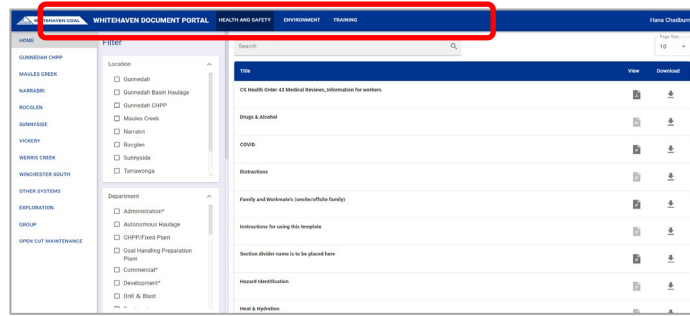 WHITEHAVEN COAL
WHITEHAVEN DOCUMENT PORTAL
HEALTH AND SAFETY
ENVIRONMENT
TRAINING
Hana Chadburn
HOME
GUNNEDAH CHPP
MAULES CREEK
NARRABRI
ROCGLEN
SUNNYSIDE
VICKERY
WERRIS CREEK
WINCHESTER SOUTH
OTHER SYSTEMS
EXPLORATION
GROUP
OPEN CUT MAINTENANCE
Filter
Location
Gunnedah
Gunnedah Basin Haulage
Gunnedah CHPP
Maules Creek
Narrabri
Rocglen
Sunnyside
Tarrawonga
Department
Administration*
Autonomous Haulage
CHPP/Fixed Plant
Coal Handling Preparation
Plant
Commercial*
Development*
Drill & Blast
Search
Page Size
10
Title
View
Download
CS Health Order 43 Medical Reviews_Information for workers
Drugs & Alcohol
COVID
Distractions
Family and Workmate's (onsite/offsite family)
Instructions for using this template
Section divider name is to be placed here
Hazard Identification
Heat & Hydration